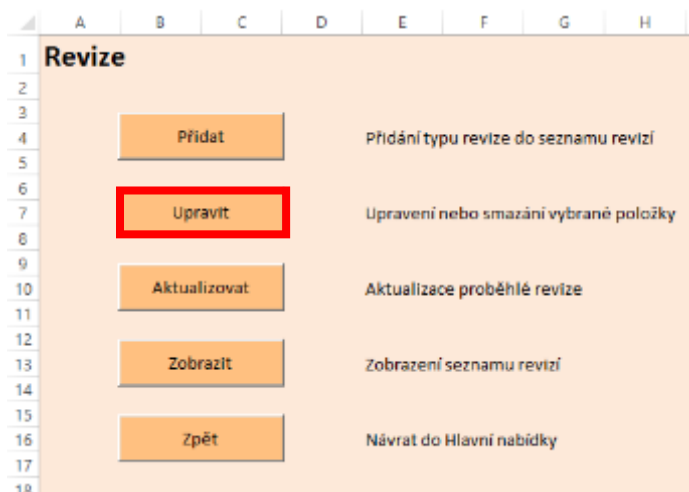 A B C D E F G H
1 Revize
2
3
4 Přidat Přidání typu revize do seznamu revizí
5
6
7 Upravit Upravení nebo smazání vybrané položky
8
9
10 Aktualizovat Aktualizace proběhlé revize
11
12
13 Zobrazit Zobrazení seznamu revizí
14
15
16 Zpět Návrat do Hlavní nabídky
17
18